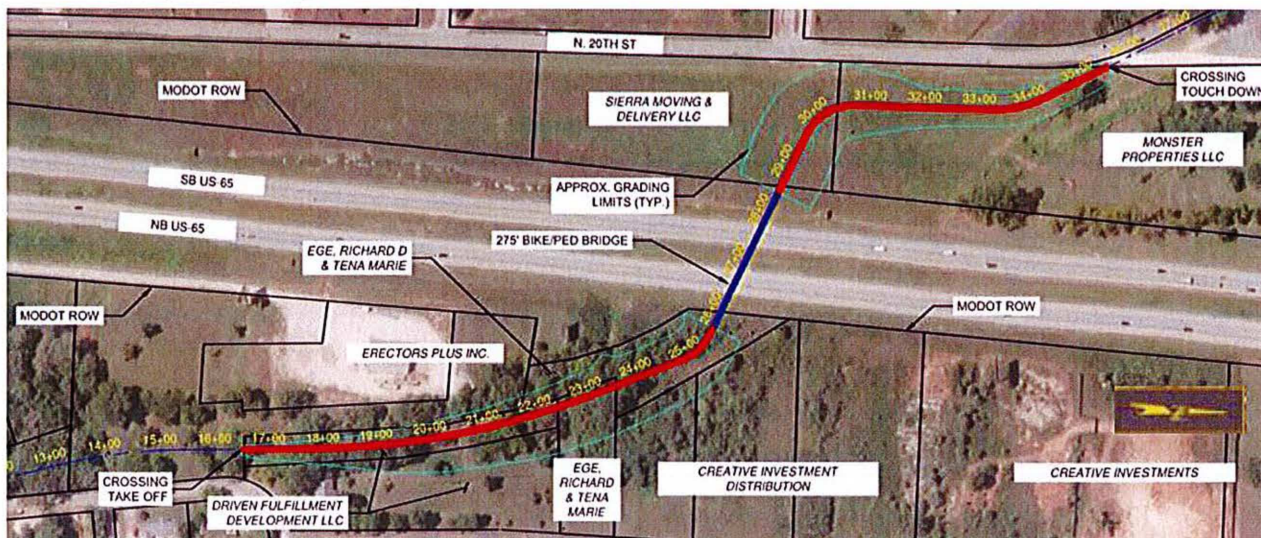 N. 20TH ST
MODOT ROW
SIERRA MOVING &
DELIVERY LLC
CROSSING
TOUCH DOWN
MONSTER
PROPERTIES LLC
30+00
31+00
32+00
33+00
34+00
35+00
37+00
29+00
28+00
27+00
SB US-65
APPROX. GRADING
LIMITS (TYP.)
NB US-65
275' BIKE/PED BRIDGE
EGE, RICHARD D
& TENA MARIE
MODOT ROW
MODOT ROW
ERECTORS PLUS INC.
13+00
14+00
15+00
16+00
17+00
18+00
19+00
20+00
21+00
22+00
23+00
24+00
25+00
CROSSING
TAKE OFF
DRIVEN FULFILLMENT
DEVELOPMENT LLC
EGE,
RICHARD
& TENA
MARIE
CREATIVE INVESTMENT
DISTRIBUTION
CREATIVE INVESTMENTS